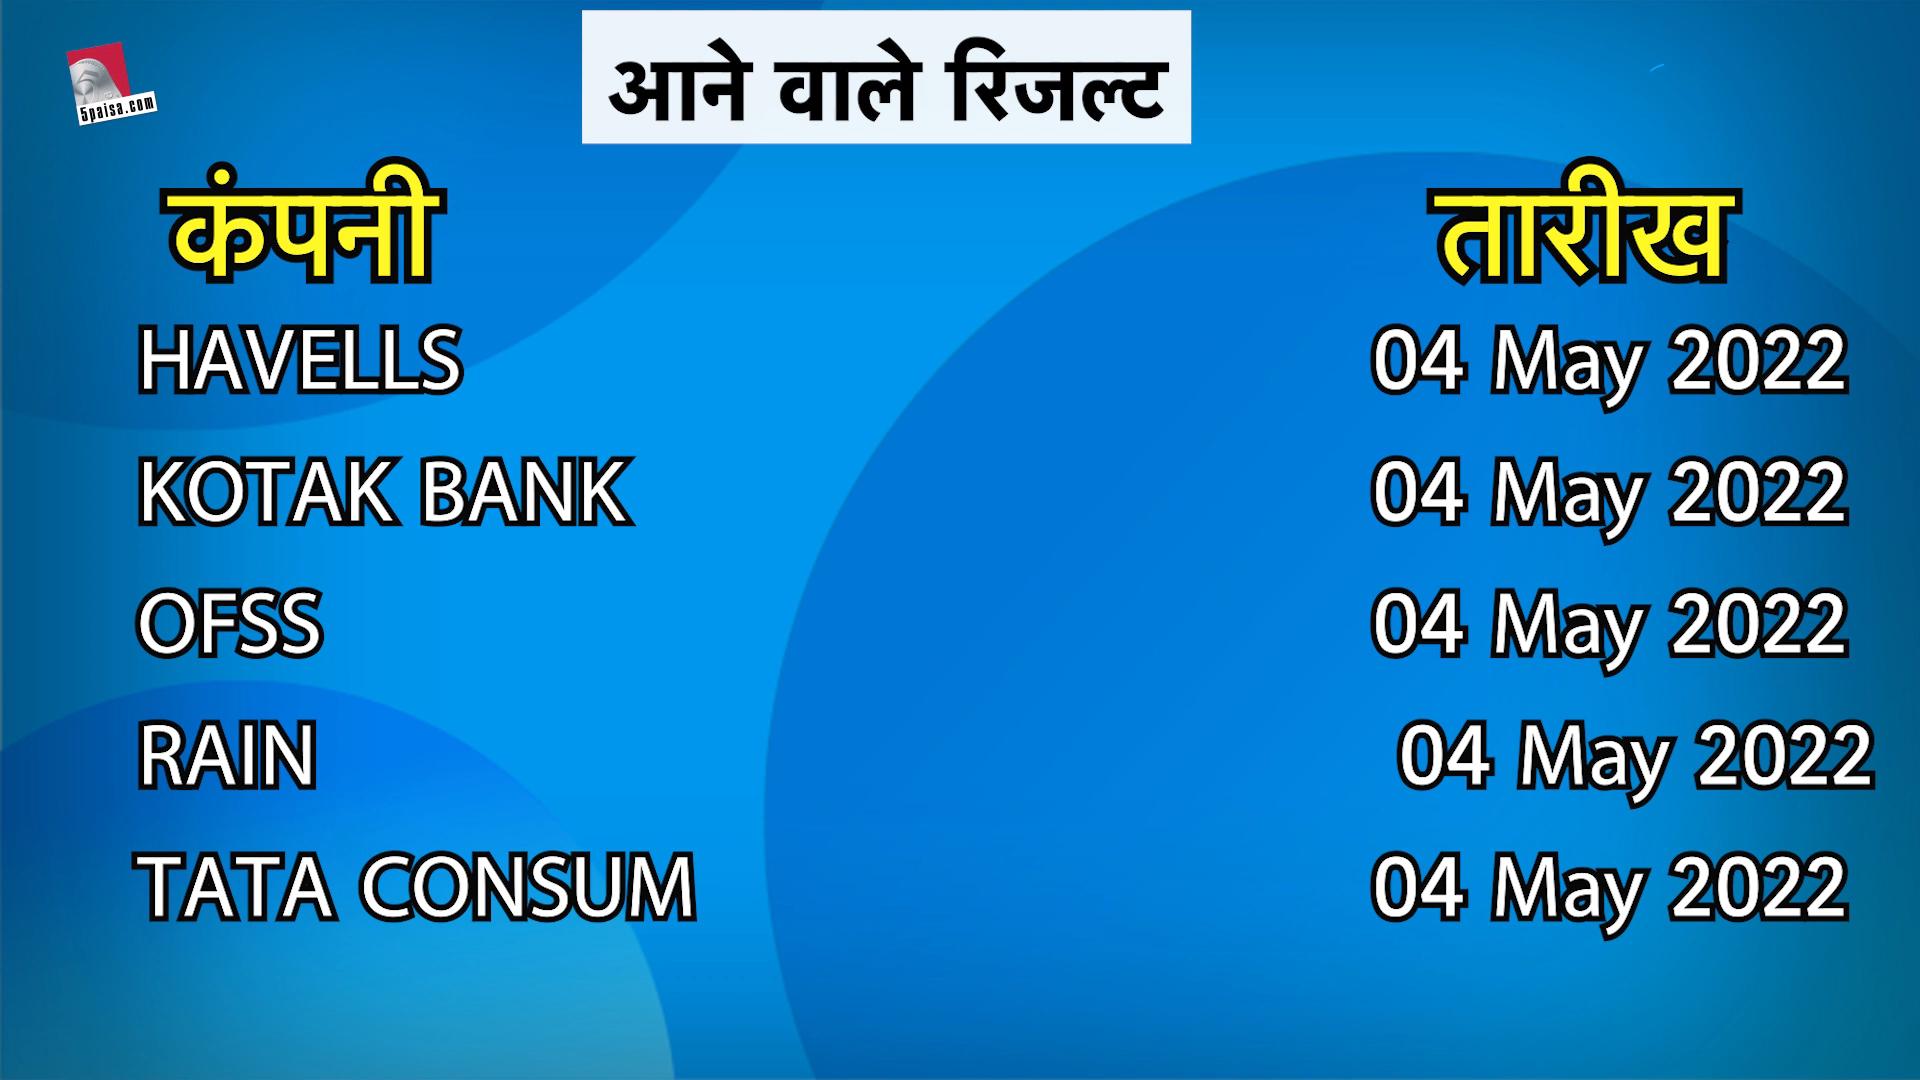 5paisa.com
आने वाले रिजल्ट
कंपनी तारीख
HAVELLS 04 May 2022
KOTAK BANK 04 May 2022
OFSS 04 May 2022
RAIN 04 May 2022
TATA CONSUM 04 May 2022